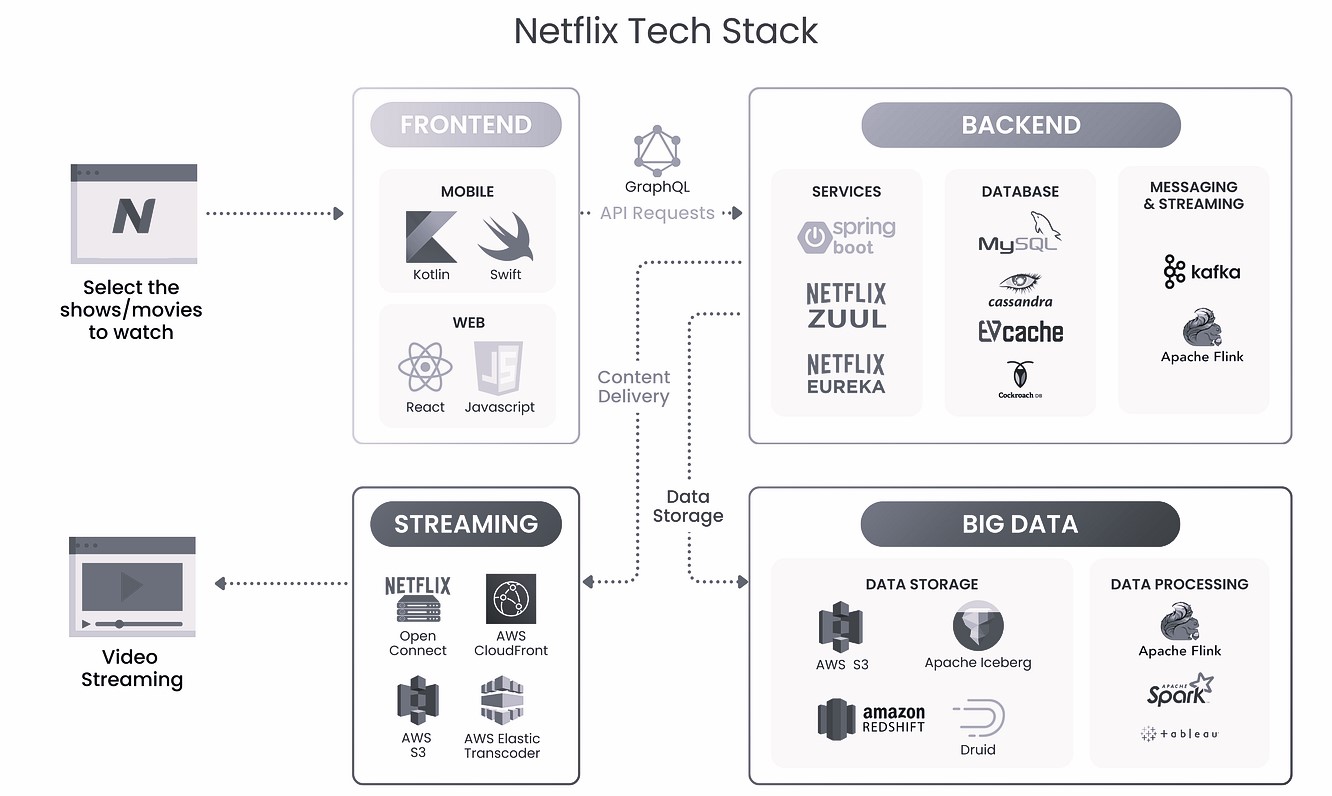 Netflix Tech Stack
N
Select the
shows/movies
to watch
FRONTEND
MOBILE
Kotlin
Swift
WEB
JS
React
Javascript
GraphQL
API Requests
Content
Delivery
Data
Storage
BACKEND
SERVICES
spring
boot
NETFLIX
ZUUL
NETFLIX
EUREKA
DATABASE
MySQL
cassandra
EVcache
Cockroach DB
MESSAGING
& STREAMING
kafka
Apache Flink
Video
Streaming
STREAMING
NETFLIX
Open
Connect
AWS
CloudFront
AWS
S3
AWS Elastic
Transcoder
BIG DATA
DATA STORAGE
AWS S3
Apache Iceberg
amazon
REDSHIFT
Druid
DATA PROCESSING
Apache Flink
APACHE
Spark
+ableau